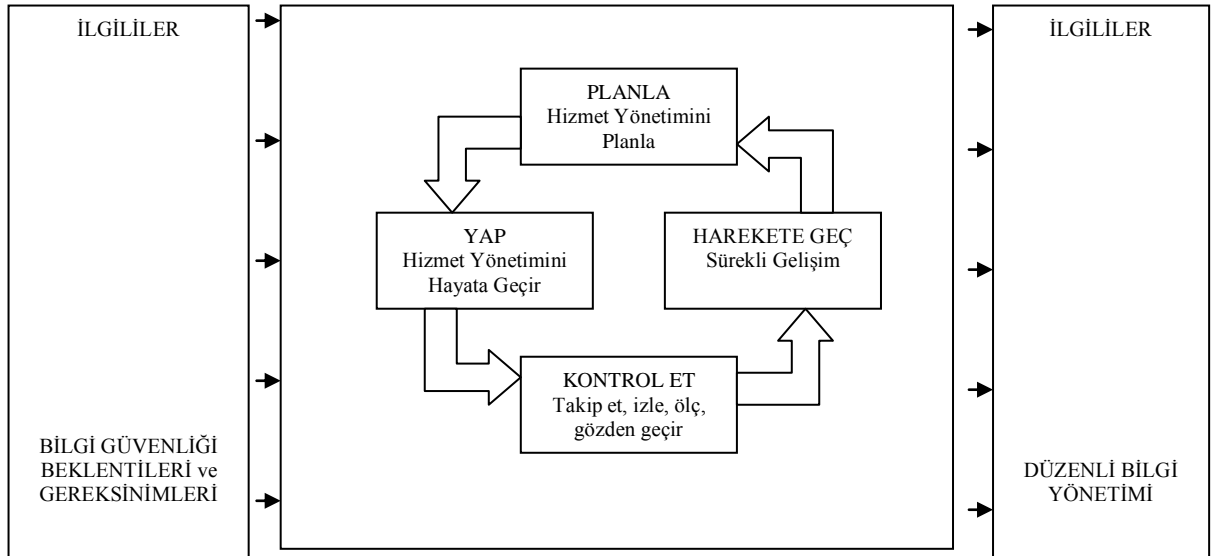 İLGİLİLER
BİLGİ GÜVENLİĞİ
BEKLENTİLERİ ve
GEREKSİNİMLERİ
PLANLA
Hizmet Yönetimini
Planla
YAP
Hizmet Yönetimini
Hayata Geçir
HAREKETE GEÇ
Sürekli Gelişim
KONTROL ET
Takip et, izle, ölç,
gözden geçir
İLGİLİLER
DÜZENLİ BİLGİ
YÖNETİMİ